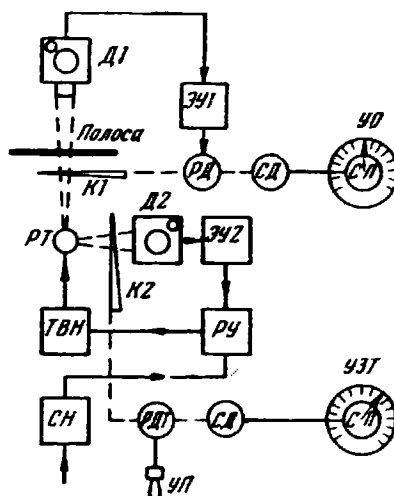 Д1
ЭУ1
Полоса
УО
К1
РД
СД
СП
Д2
РТ
ЭУ2
К2
ТВН
РУ
УЗТ
СН
РДТ
СД
СП
УП